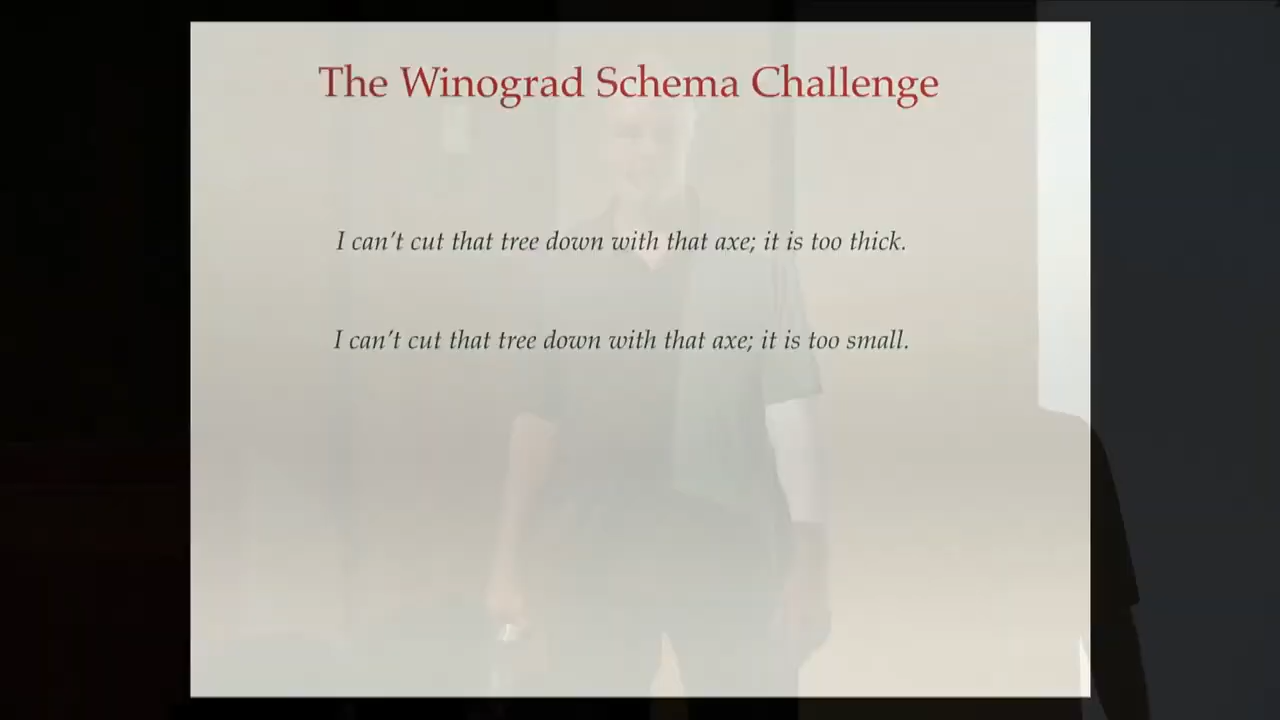 The Winograd Schema Challenge
I can't cut that tree down with that axe; it is too thick.
I can't cut that tree down with that axe; it is too small.